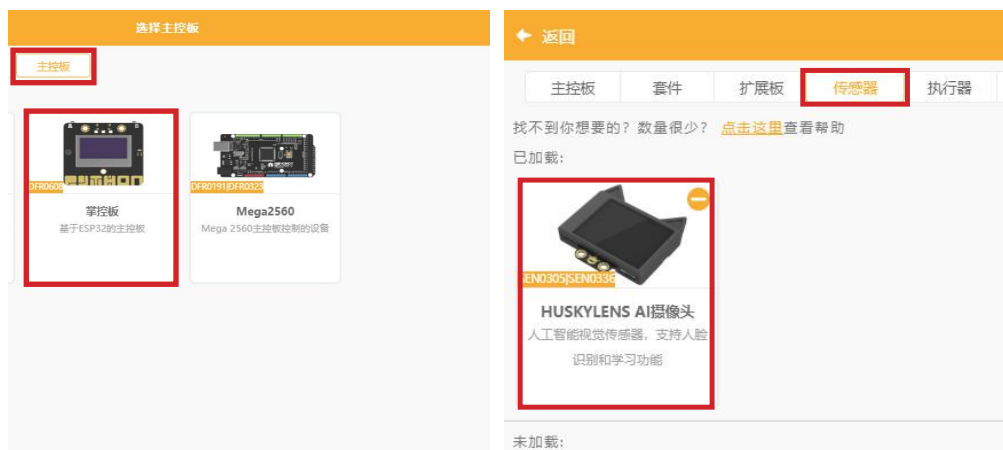 选择主控板
主控板
DFR0608
掌控板
基于ESP32的主控板
DFR0191|DFR0323
Mega2560
Mega 2560主控板控制的设备
返回
主控板 套件 扩展板 传感器 执行器
找不到你想要的？数量很少？ 点击这里查看帮助
已加载:
SEN0305|SEN0336
HUSKYLENS AI摄像头
人工智能视觉传感器，支持人脸
识别和学习功能
未加载: